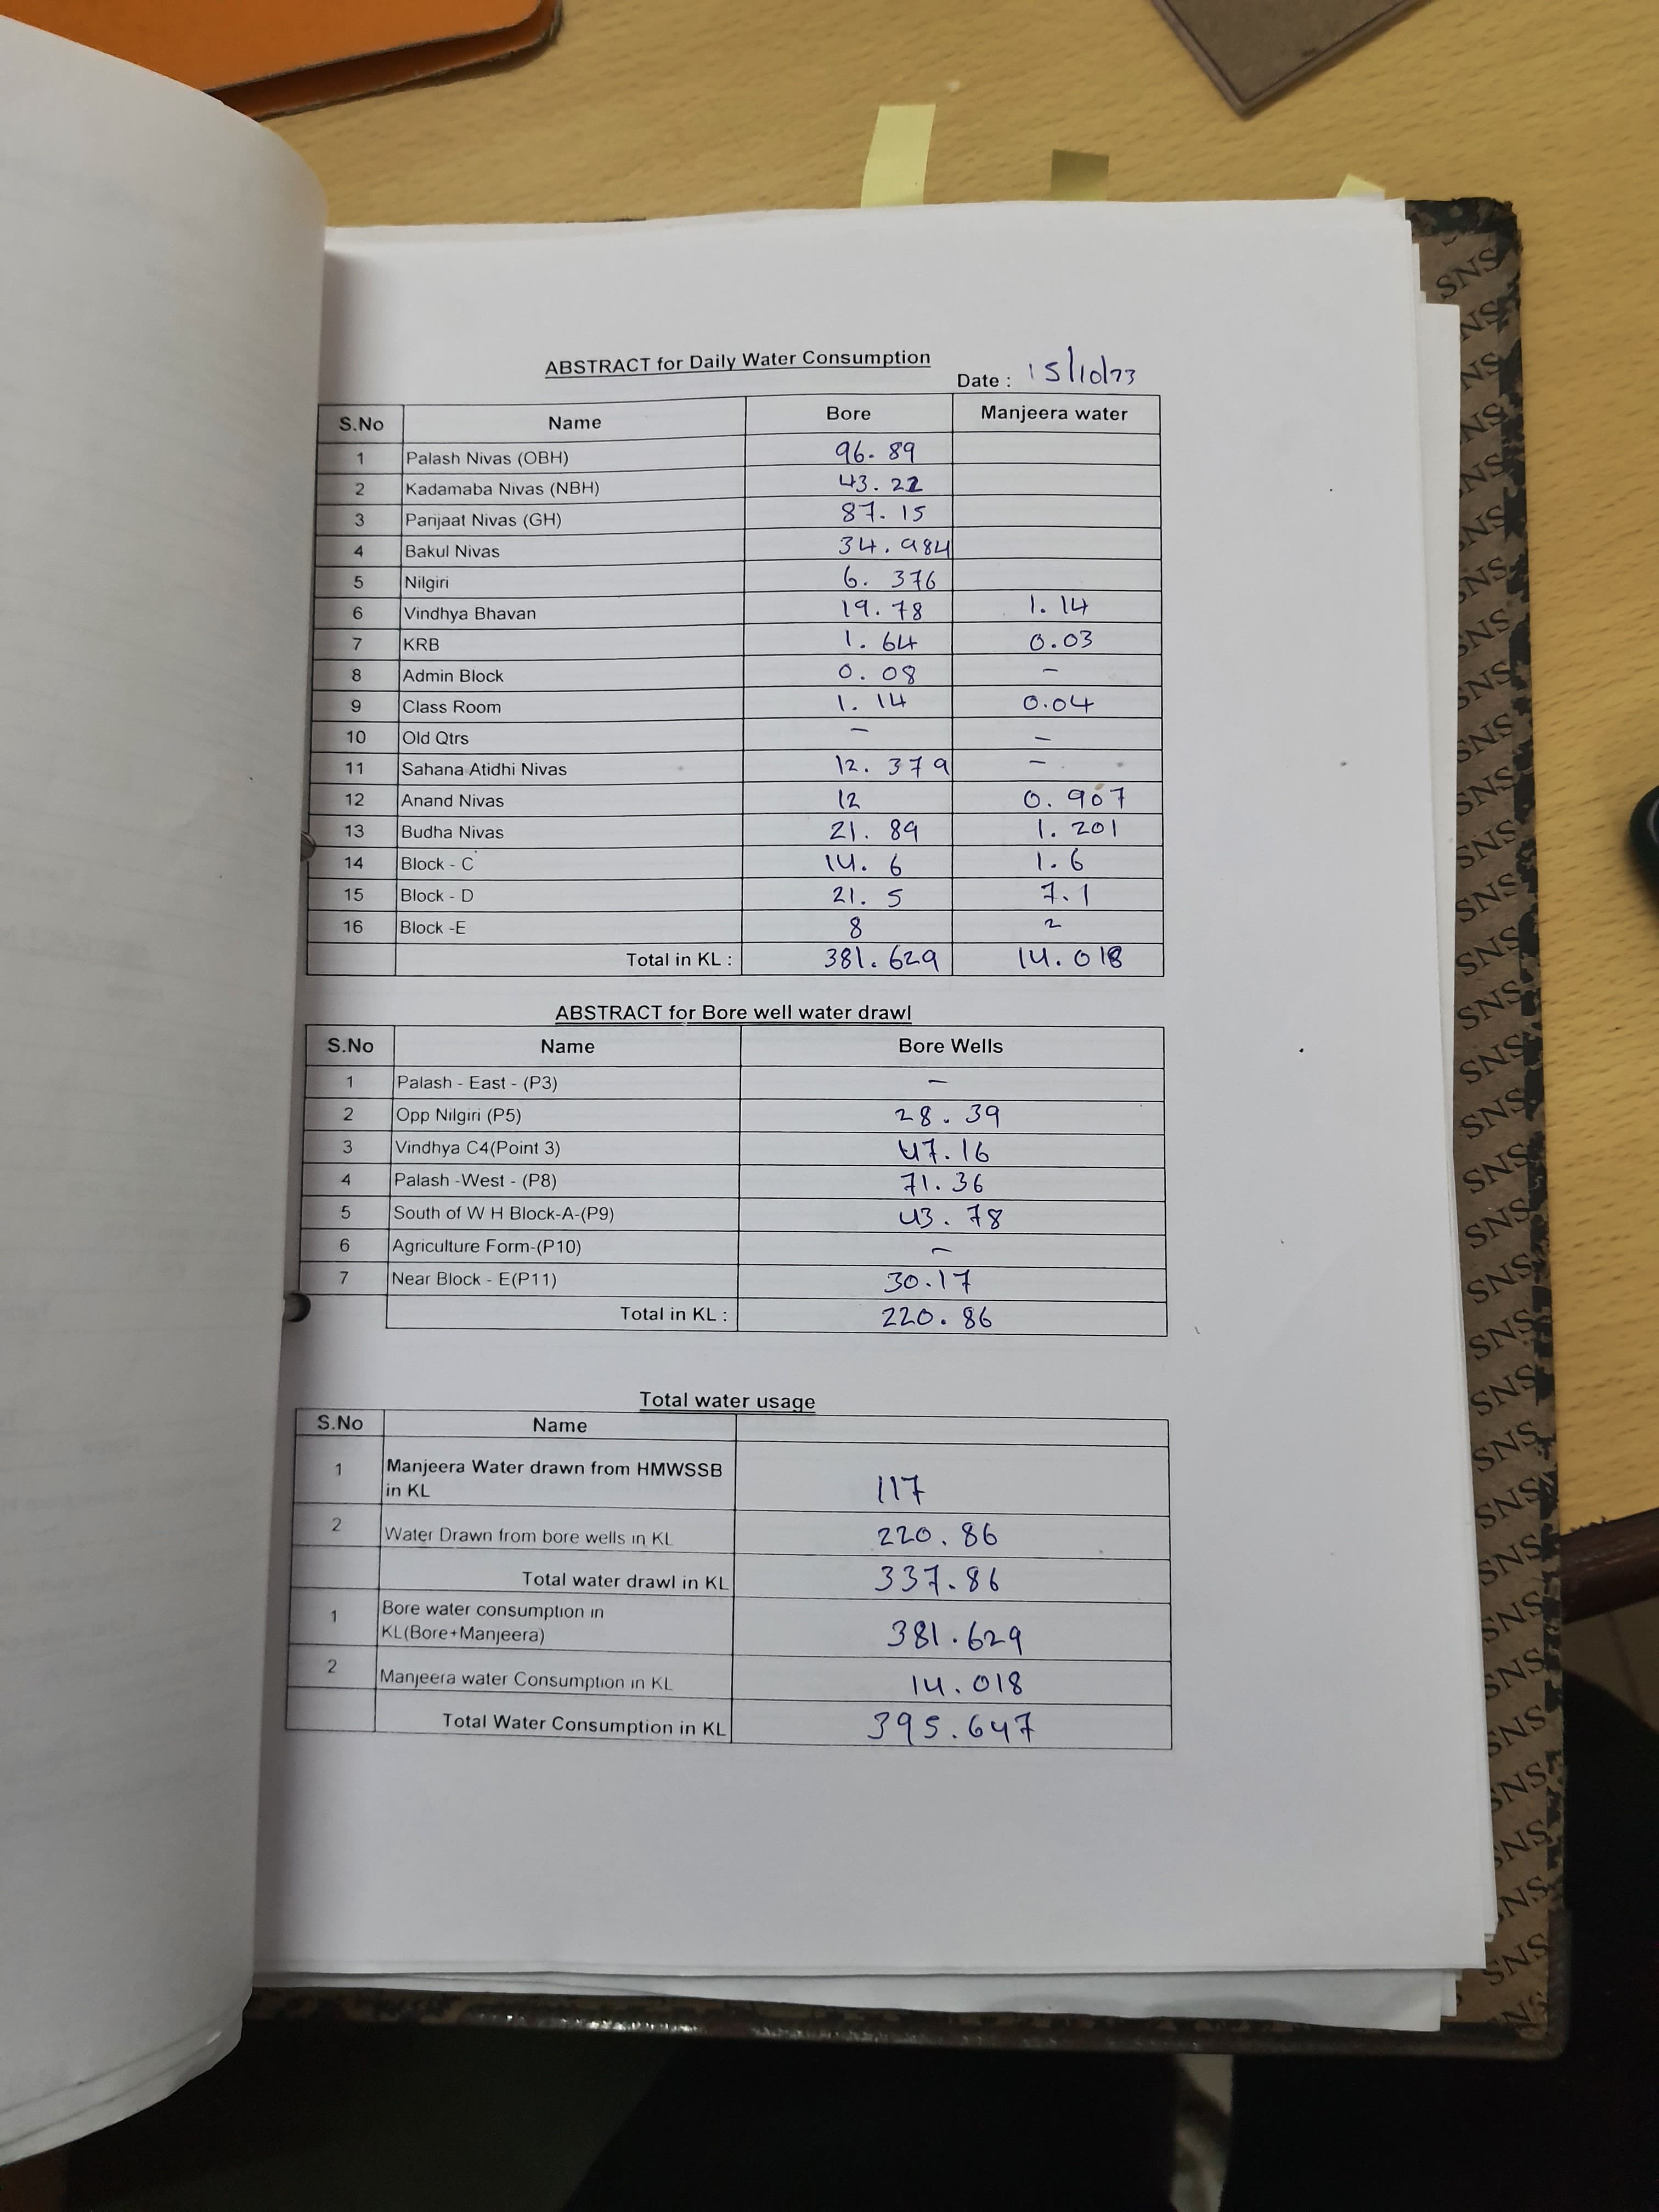 ABSTRACT for Daily Water Consumption
Date : 15/10/23
S.No Name Bore Manjeera water
1 Palash Nivas (OBH) 96.89
2 Kadamaba Nivas (NBH) 43.22
3 Parijaat Nivas (GH) 87.15
4 Bakul Nivas 34.984
5 Nilgiri 6.376
6 Vindhya Bhavan 19.78 1.14
7 KRB 1.64 0.03
8 Admin Block 0.08 –
9 Class Room 1.14 0.04
10 Old Qtrs – –
11 Sahana Atidhi Nivas 12.379 –
12 Anand Nivas 12 0.907
13 Budha Nivas 21.89 1.201
14 Block - C 14.6 1.6
15 Block - D 21.5 7.1
16 Block -E 8 2
Total in KL : 381.629 14.018
ABSTRACT for Bore well water drawl
S.No Name Bore Wells
1 Palash - East - (P3) –
2 Opp Nilgiri (P5) 28.39
3 Vindhya C4(Point 3) 47.16
4 Palash -West - (P8) 71.36
5 South of W H Block-A-(P9) 43.78
6 Agriculture Form-(P10) –
7 Near Block - E(P11) 30.17
Total in KL : 220.86
Total water usage
S.No Name
1 Manjeera Water drawn from HMWSSB
in KL 117
2 Water Drawn from bore wells in KL 220.86
Total water drawl in KL 337.86
1 Bore water consumption in
KL(Bore+Manjeera) 381.629
2 Manjeera water Consumption in KL 14.018
Total Water Consumption in KL 395.647
SNS